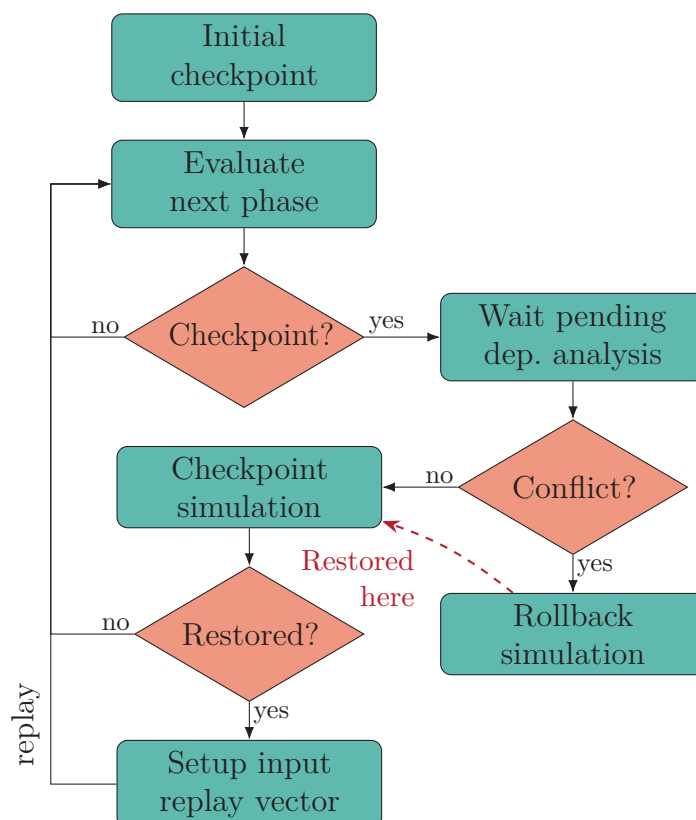 Initial
checkpoint
Evaluate
next phase
no
Checkpoint?
yes
Wait pending
dep. analysis
Checkpoint
simulation
no
Conflict?
Restored
here
yes
Rollback
simulation
no
Restored?
yes
replay
Setup input
replay vector